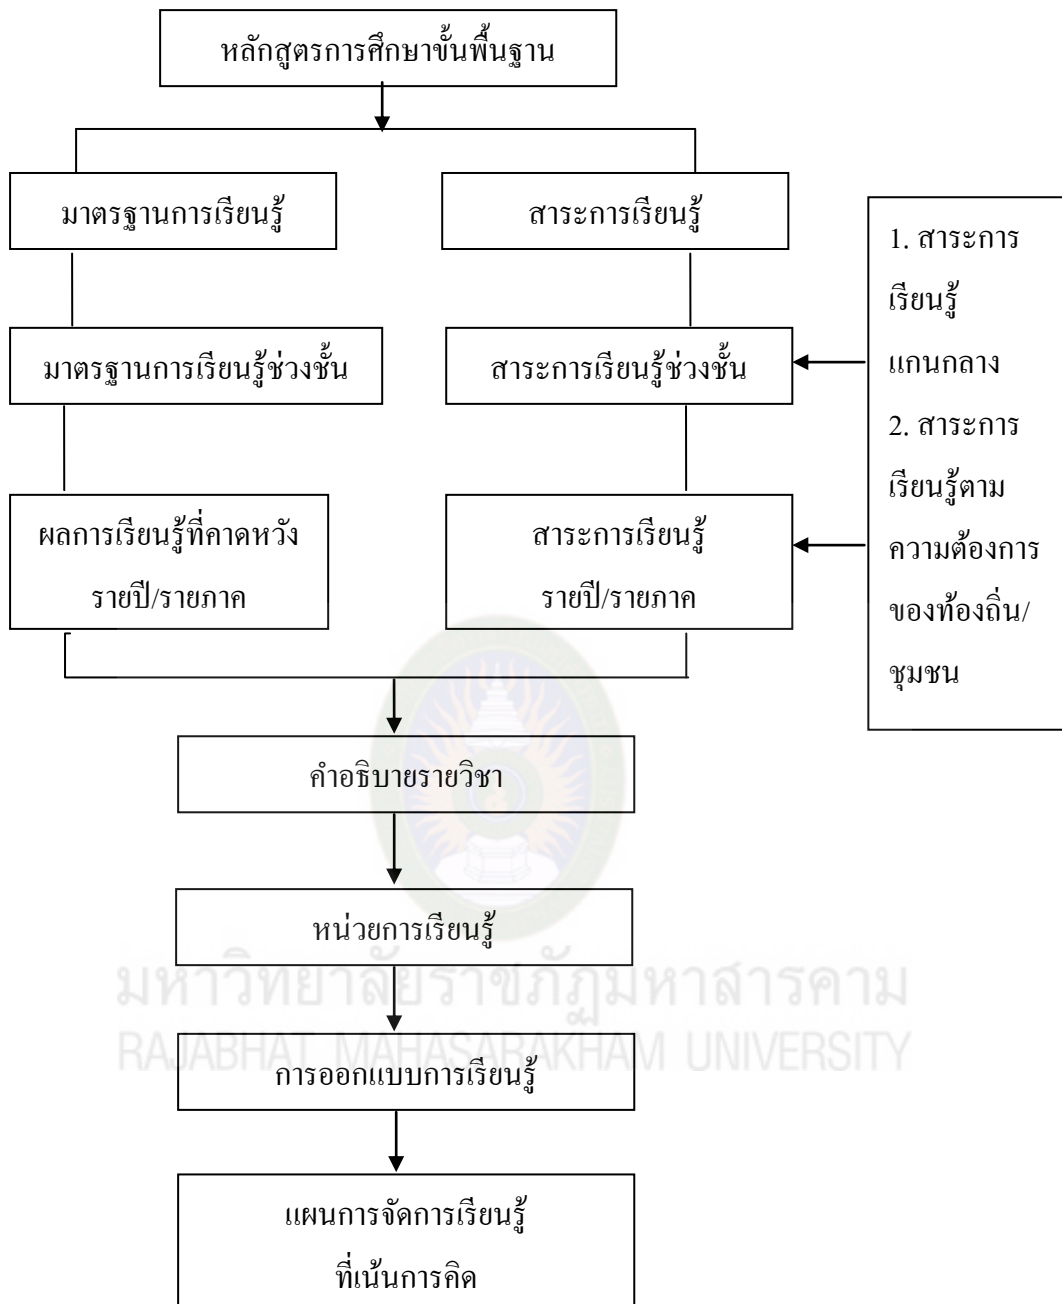 หลักสูตรการศึกษาขั้นพื้นฐาน
มาตรฐานการเรียนรู้
สาระการเรียนรู้
มาตรฐานการเรียนรู้ช่วงชั้น
สาระการเรียนรู้ช่วงชั้น
ผลการเรียนรู้ที่คาดหวัง
รายปี/รายภาค
สาระการเรียนรู้
รายปี/รายภาค
1. สาระการ
เรียนรู้
แกนกลาง
2. สาระการ
เรียนรู้ตาม
ความต้องการ
ของท้องถิ่น/
ชุมชน
คำอธิบายรายวิชา
หน่วยการเรียนรู้
มหาวิทยาลัยราชภัฏมหาสารคาม
RAJABHAT MAHASARAKHAM UNIVERSITY
การออกแบบการเรียนรู้
แผนการจัดการเรียนรู้
ที่เน้นการคิด